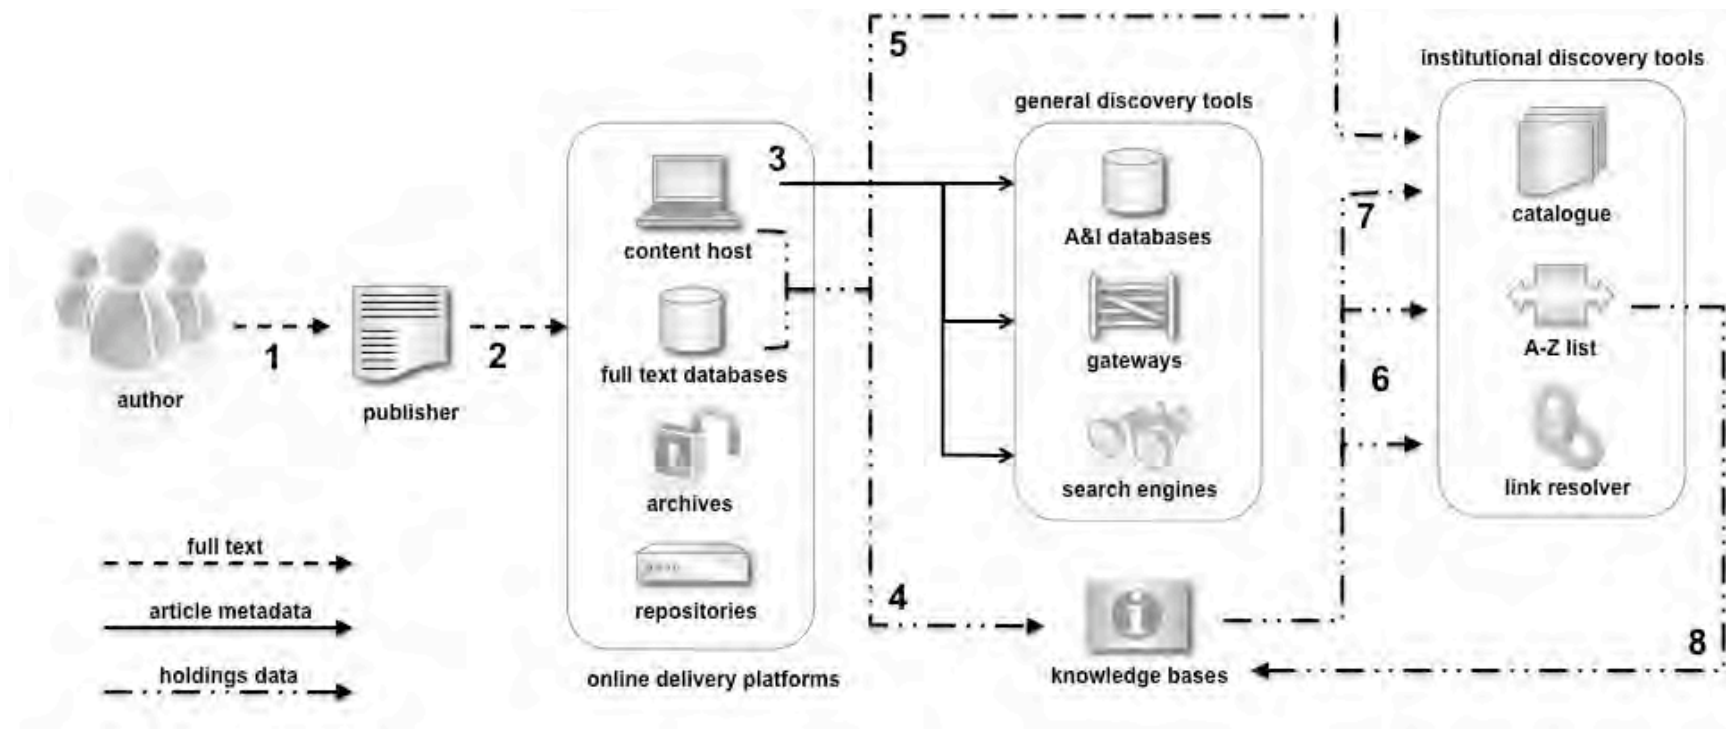 5
institutional discovery tools
general discovery tools
3
7
catalogue
content host
A&I databases
1
2
author
publisher
full text databases
gateways
A-Z list
6
archives
search engines
link resolver
full text
article metadata
holdings data
repositories
online delivery platforms
4
knowledge bases
8